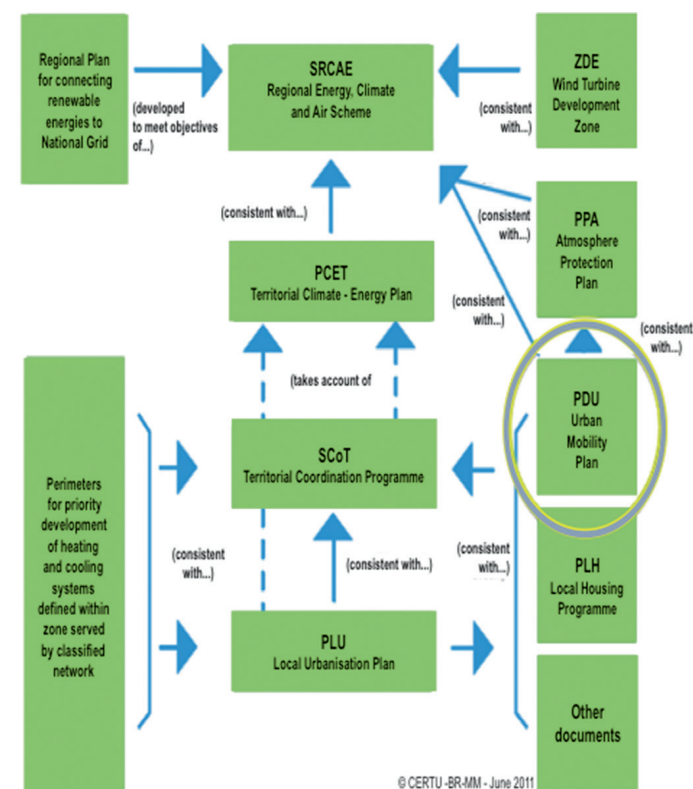 Regional Plan
for connecting
renewable
energies to
National Grid
(developed
to meet objectives
of...)
SRCAE
Regional Energy, Climate
and Air Scheme
(consistent
with...)
ZDE
Wind Turbine
Development
Zone
(consistent with...)
(consistent
with...)
PPA
Atmosphere
Protection
Plan
PCET
Territorial Climate - Energy Plan
(consistent
with...)
(consistent
with...)
(takes account of
PDU
Urban
Mobility
Plan
Perimeters
for priority
development
of heating
and cooling
systems
defined within
zone served
by classified
network
SCoT
Territorial Coordination Programme
(consistent
with...)
(consistent with...)
(consistent
with...)
PLH
Local Housing
Programme
PLU
Local Urbanisation Plan
Other
documents
© CERTU -BR-MM - June 2011